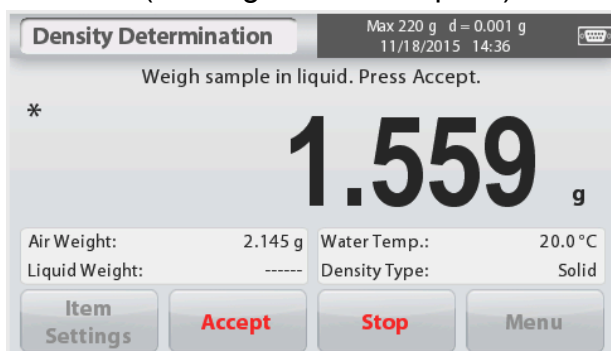 Density Determination
Max 220 g d = 0.001 g
11/18/2015 14:36
Weigh sample in liquid. Press Accept.
*
1.559 g
Air Weight: 2.145 g Water Temp.: 20.0 °C
Liquid Weight: ------ Density Type: Solid
Item Settings Accept Stop Menu